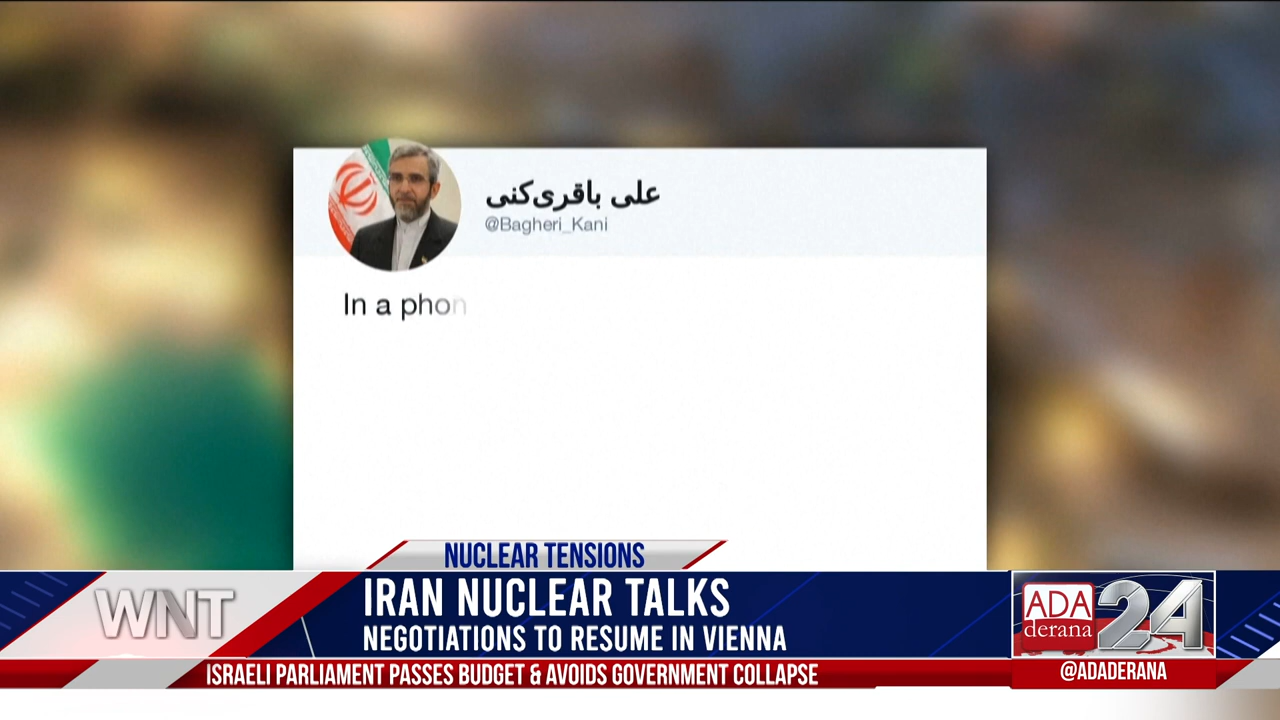 علی باقری‌کنی
@Bagheri_Kani
In a phon
NUCLEAR TENSIONS
WNT
IRAN NUCLEAR TALKS
NEGOTIATIONS TO RESUME IN VIENNA
ADA
derana
24
ISRAELI PARLIAMENT PASSES BUDGET & AVOIDS GOVERNMENT COLLAPSE
@ADADERANA